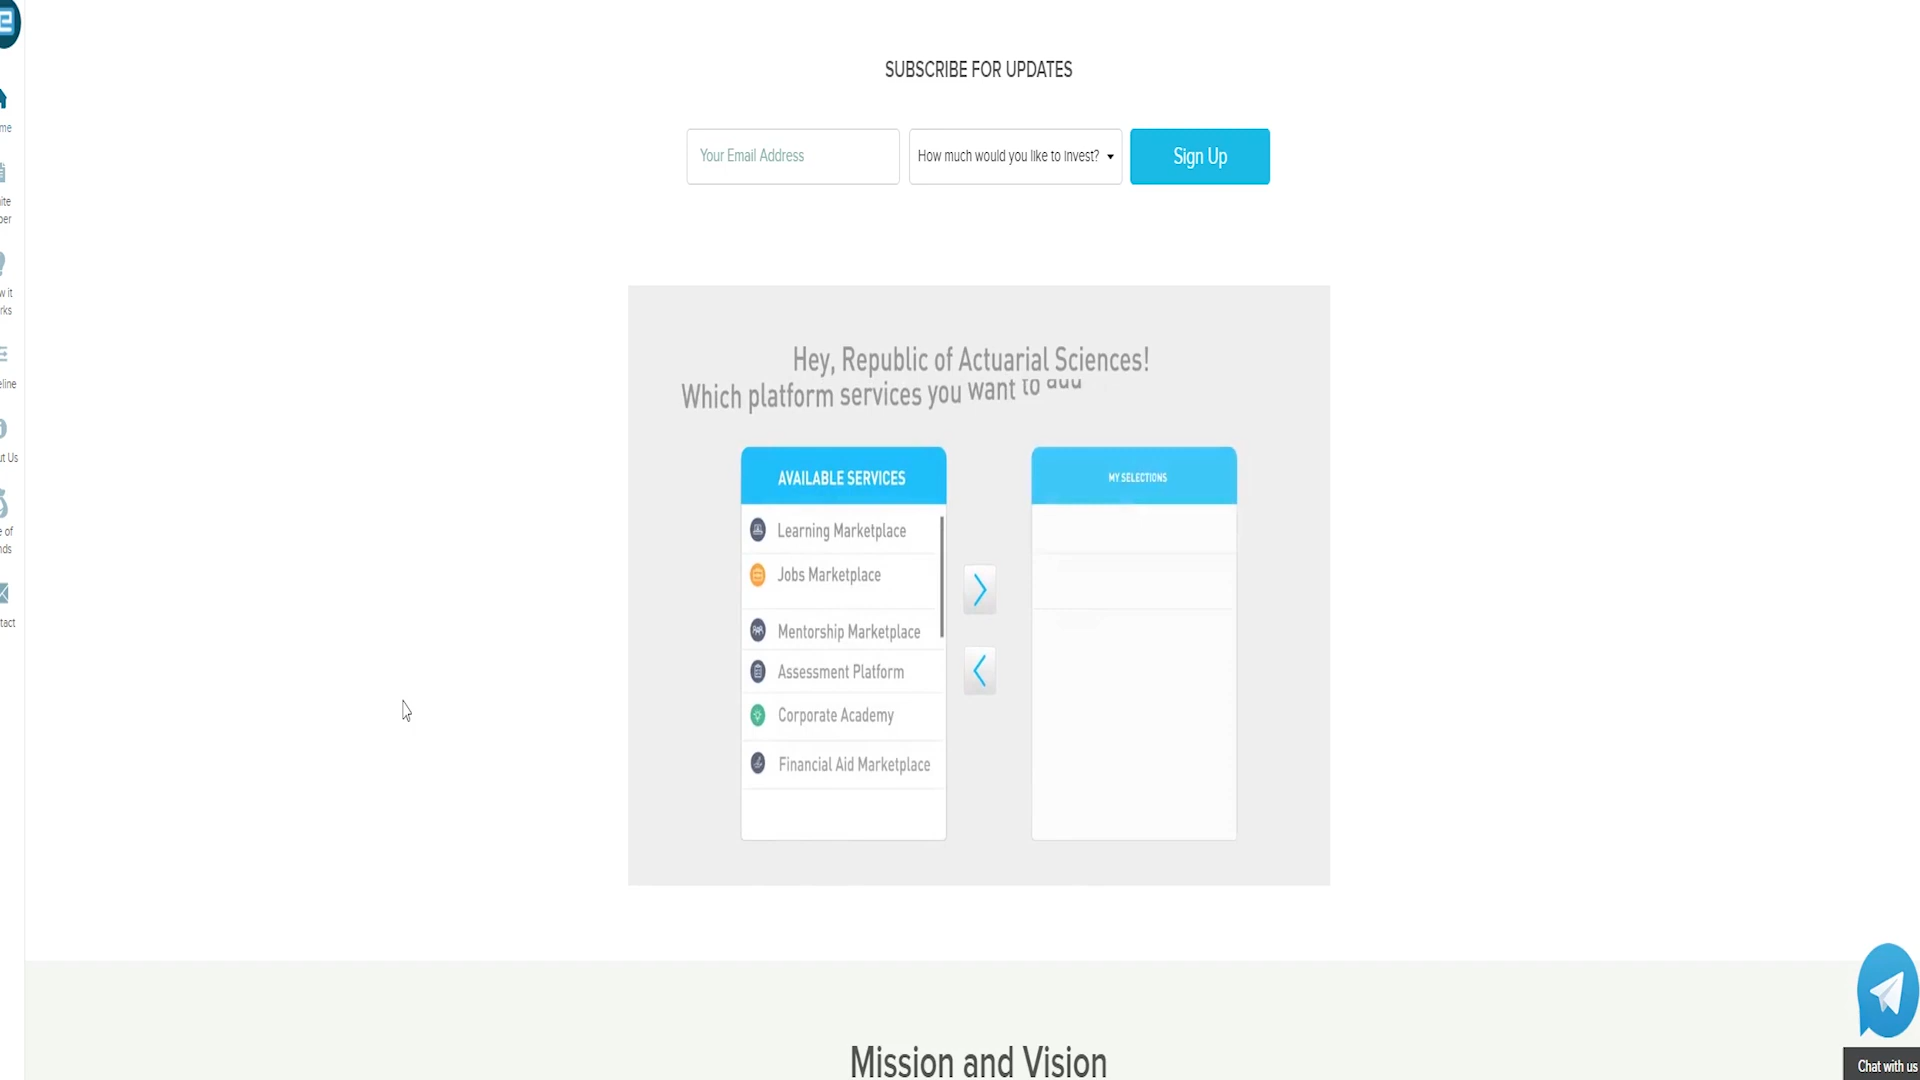 SUBSCRIBE FOR UPDATES
Your Email Address
How much would you like to invest?
Sign Up
Hey, Republic of Actuarial Sciences!
Which platform services you want to add
AVAILABLE SERVICES
MY SELECTIONS
Learning Marketplace
Jobs Marketplace
Mentorship Marketplace
Assessment Platform
Corporate Academy
Financial Aid Marketplace
Mission and Vision
Chat with us